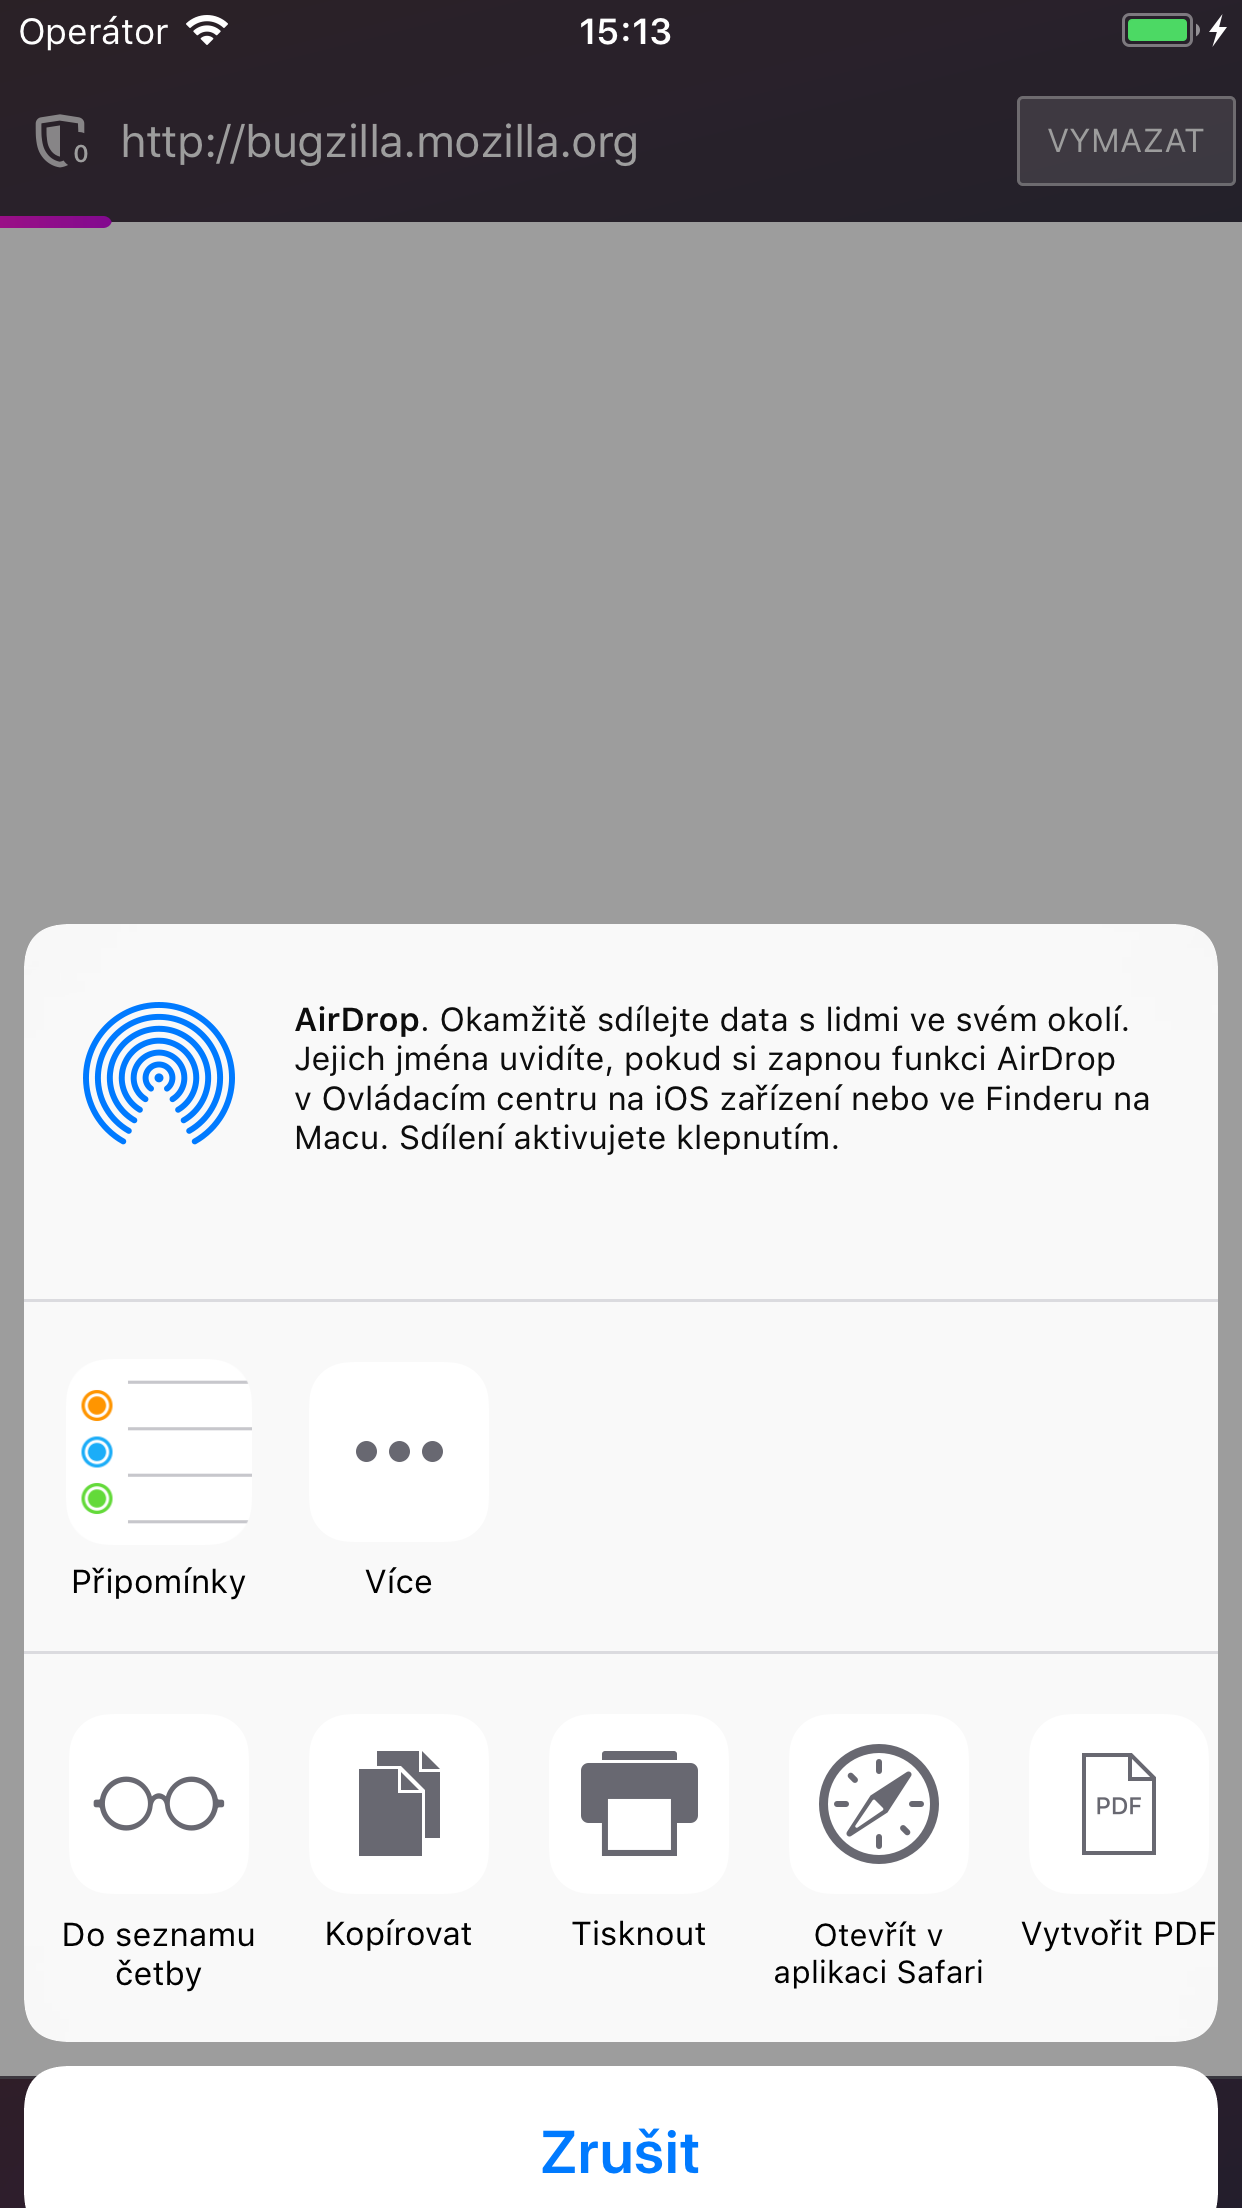 Operátor
15:13
0
http://bugzilla.mozilla.org
VYMAZAT
AirDrop. Okamžitě sdílejte data s lidmi ve svém okolí.
Jejich jména uvidíte, pokud si zapnou funkci AirDrop
v Ovládacím centru na iOS zařízení nebo ve Finderu na
Macu. Sdílení aktivujete klepnutím.
Připomínky
Více
PDF
Do seznamu
četby
Kopírovat
Tisknout
Otevřít v
aplikaci Safari
Vytvořit PDF
Zrušit